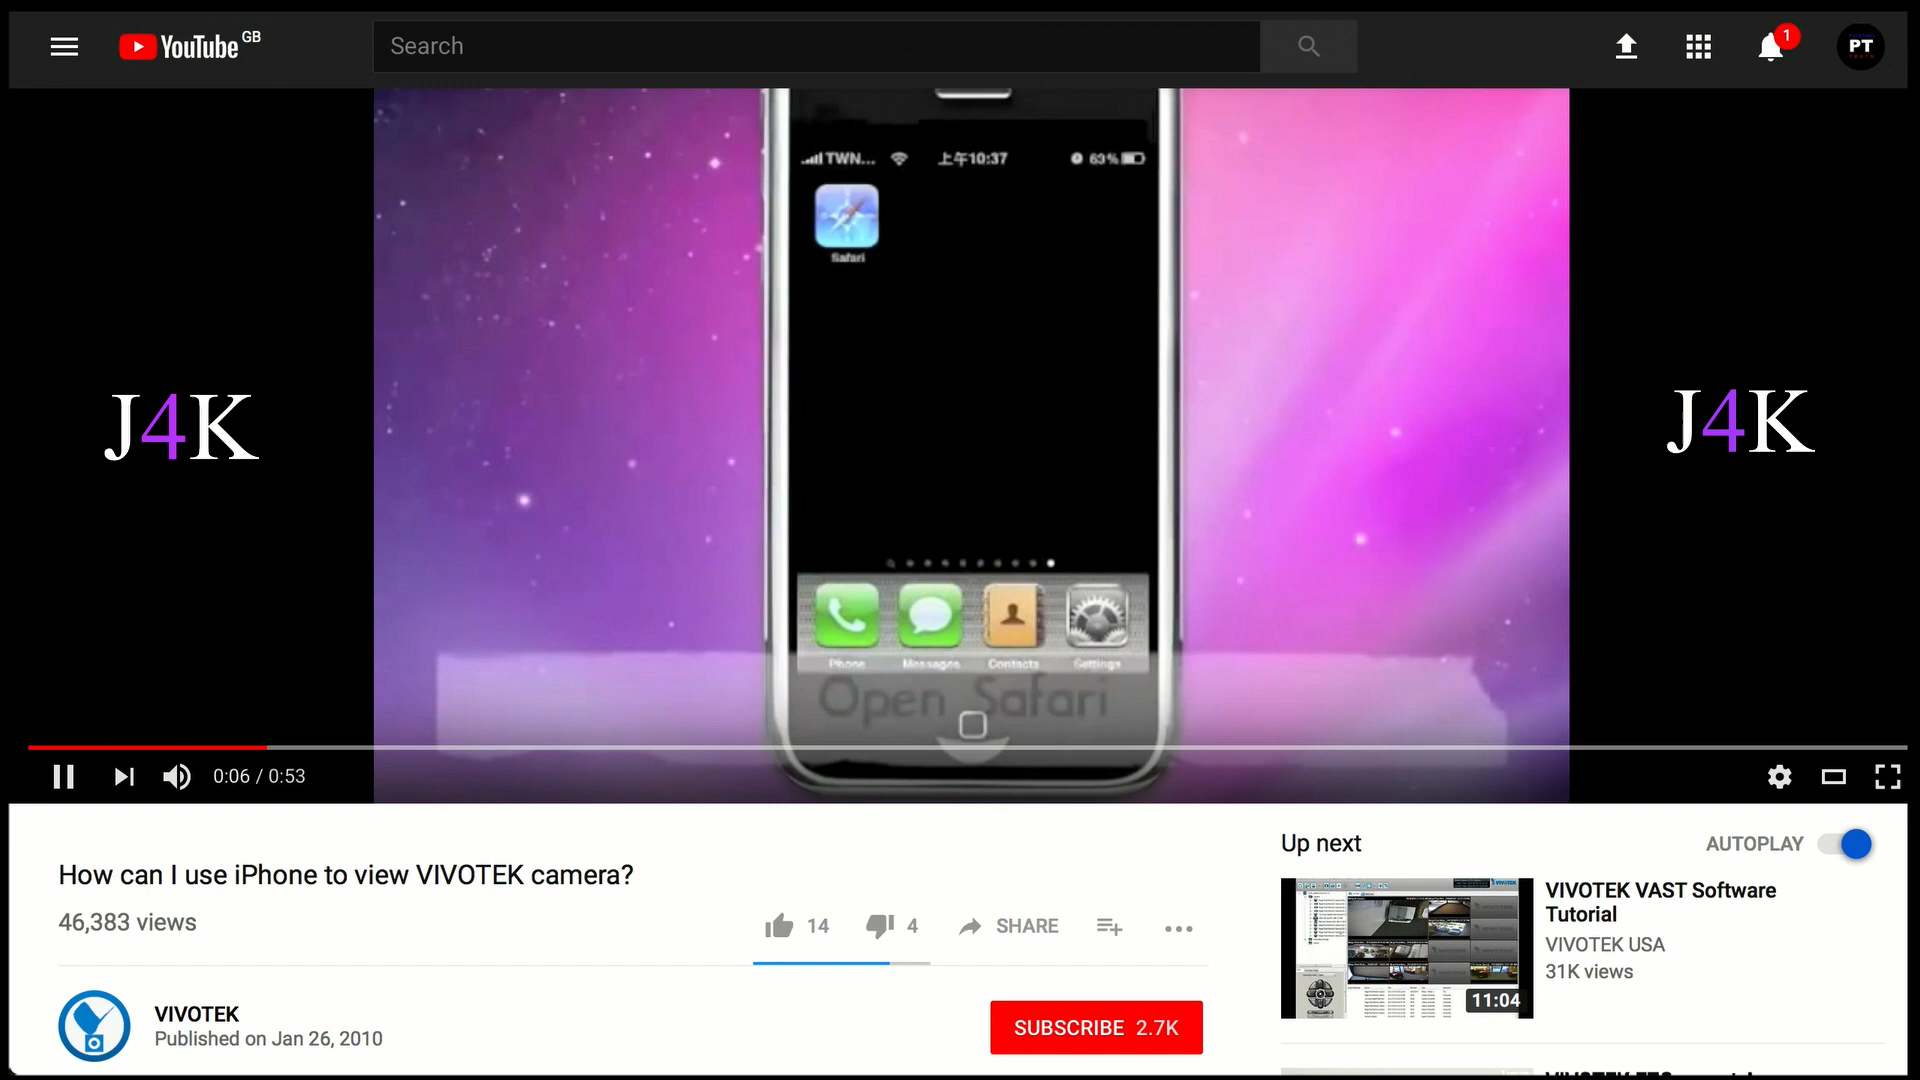 YouTube GB
Search
1
PT
TWN... 上午10:37 63%
Safari
J4K
J4K
Phone Messages Contacts Settings
Open Safari
0:06 / 0:53
How can I use iPhone to view VIVOTEK camera?
46,383 views
14 4 SHARE
VIVOTEK
Published on Jan 26, 2010
SUBSCRIBE 2.7K
Up next
AUTOPLAY
11:04
VIVOTEK VAST Software
Tutorial
VIVOTEK USA
31K views